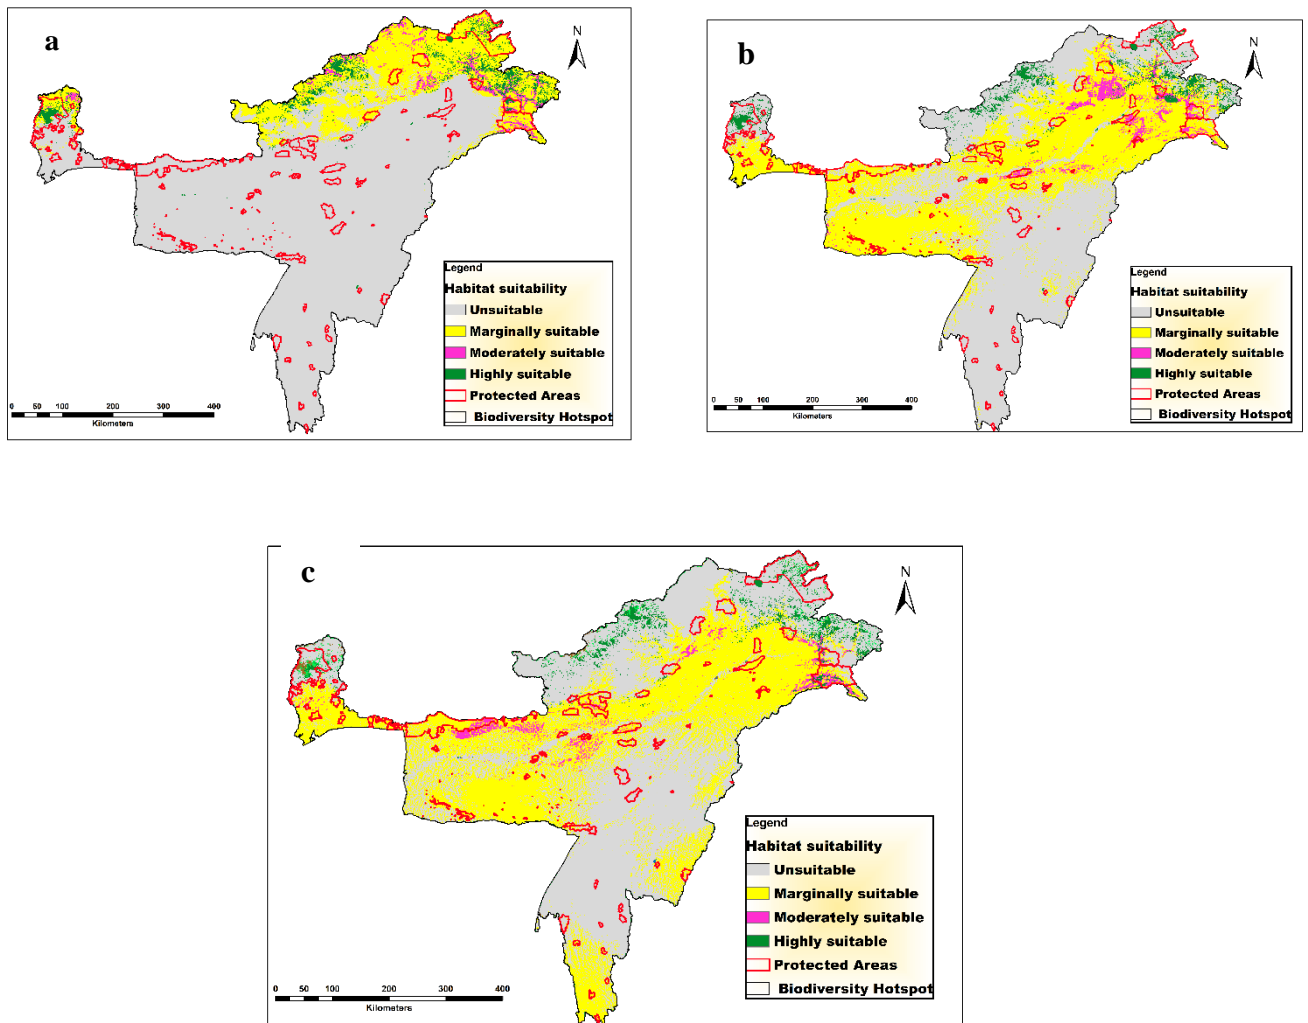 a
N
Legend
Habitat suitability
Unsuitable
Marginally suitable
Moderately suitable
Highly suitable
Protected Areas
Biodiversity Hotspot
0 50 100 200 300 400
Kilometers
b
N
Legend
Habitat suitability
Unsuitable
Marginally suitable
Moderately suitable
Highly suitable
Protected Areas
Biodiversity Hotspot
0 50 100 200 300 400
Kilometers
c
N
Legend
Habitat suitability
Unsuitable
Marginally suitable
Moderately suitable
Highly suitable
Protected Areas
Biodiversity Hotspot
0 50 100 200 300 400
Kilometers